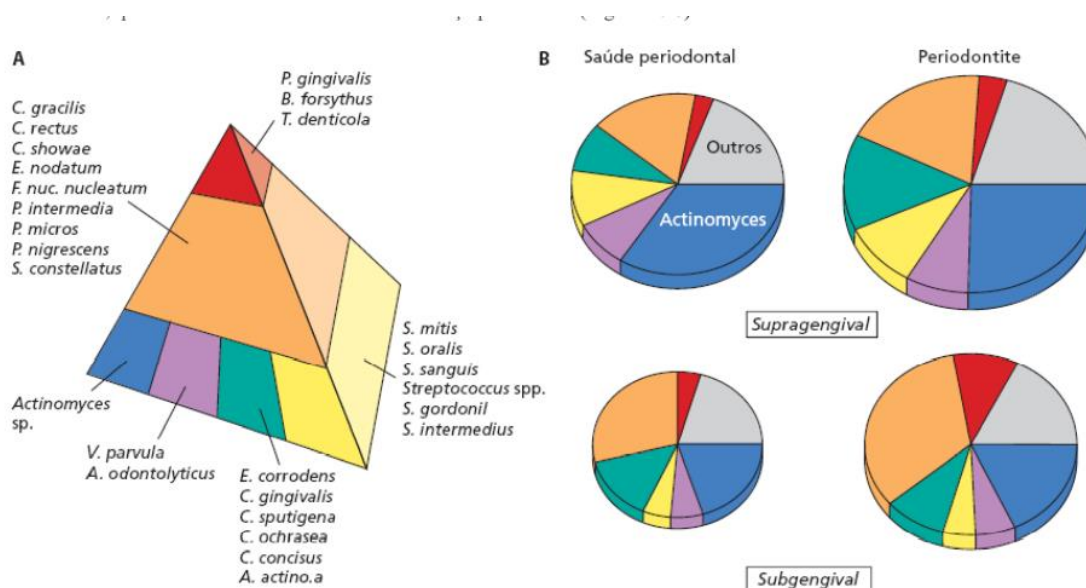 A
P. gingivalis
B. forsythus
T. denticola
C. gracilis
C. rectus
C. showae
E. nodatum
F. nuc. nucleatum
P. intermedia
P. micros
P. nigrescens
S. constellatus
S. mitis
S. oralis
S. sanguis
Streptococcus spp.
S. gordonil
S. intermedius
Actinomyces
sp.
V. parvula
A. odontolyticus
E. corrodens
C. gingivalis
C. sputigena
C. ochrasea
C. concisus
A. actino.a
B
Saúde periodontal
Periodontite
Outros
Actinomyces
Supragengival
Subgengival